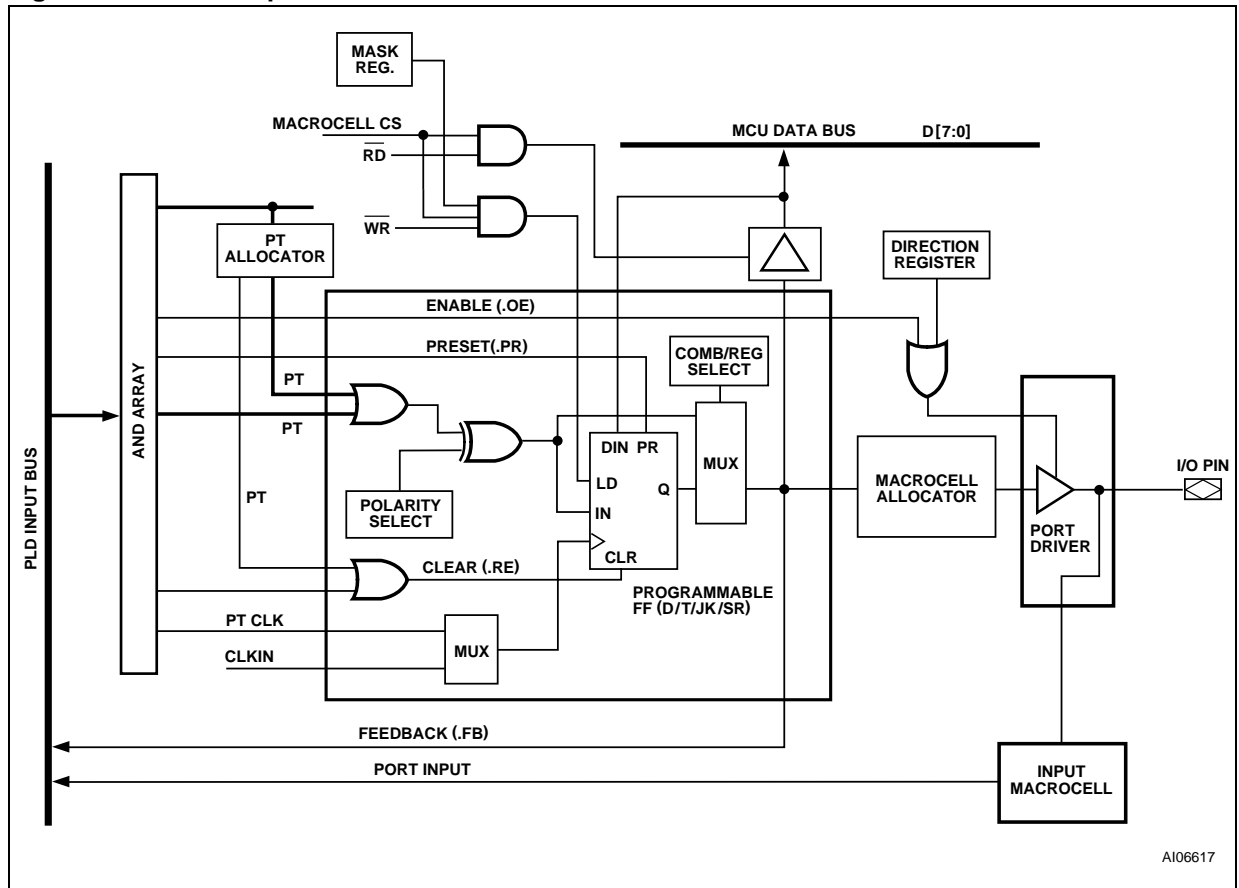 MASK
REG.
MACROCELL CS
RD
WR
MCU DATA BUS
D[7:0]
PT
ALLOCATOR
DIRECTION
REGISTER
ENABLE (.OE)
PRESET(.PR)
COMB/REG
SELECT
PT
PT
AND ARRAY
PLD INPUT BUS
DIN PR
MUX
LD
Q
IN
CLR
POLARITY
SELECT
MACROCELL
ALLOCATOR
I/O PIN
PORT
DRIVER
PT
CLEAR (.RE)
PROGRAMMABLE
FF (D/T/JK/SR)
PT CLK
MUX
CLKIN
FEEDBACK (.FB)
PORT INPUT
INPUT
MACROCELL
AI06617